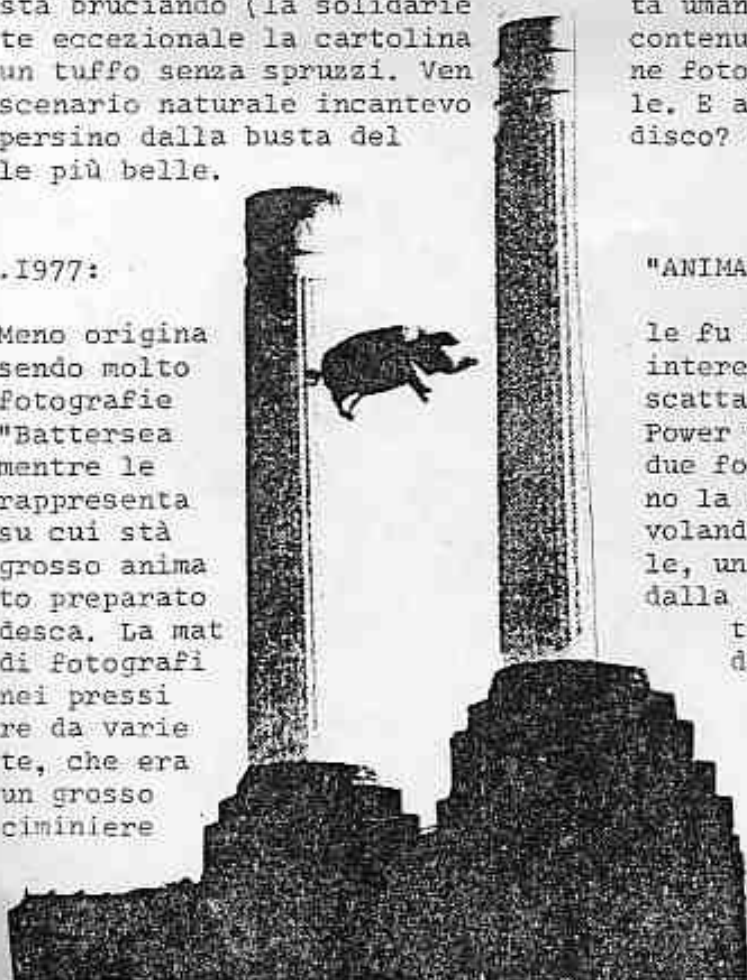 sta bruciando (la solidarie ta uman
te eccezionale la cartolina contenu
un tuffo senza spruzzi. Ven ne foto
scenario naturale incantevo le. E a
persino dalla busta del disco?
le più belle.
.I977: "ANIMA
Meno origina le fu
sendo molto intere
fotografie scatta
"Battersea Power
mentre le due fo
rappresenta no la
su cui stà voland
grosso anima le, un
to preparato dalla
desca. La mat t
di fotografi d
nei pressi
re da varie
te, che era
un grosso
ciminiere